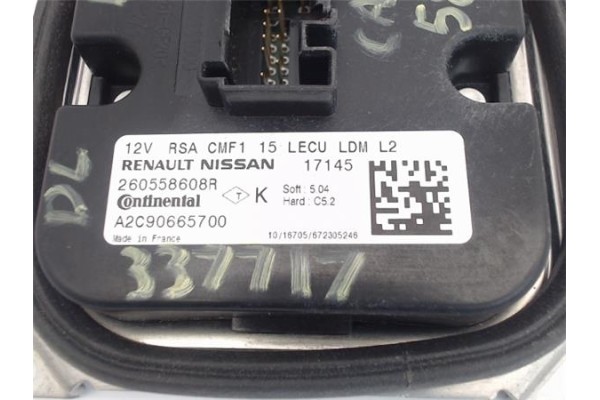 12V RSA CMF1 15 LECU LDM L2
RENAULT NISSAN 17145
260558608R
T K Soft : 5.04
Continental Hard : C5.2
A2C90665700
Made in France 10/16705/672305246
DL